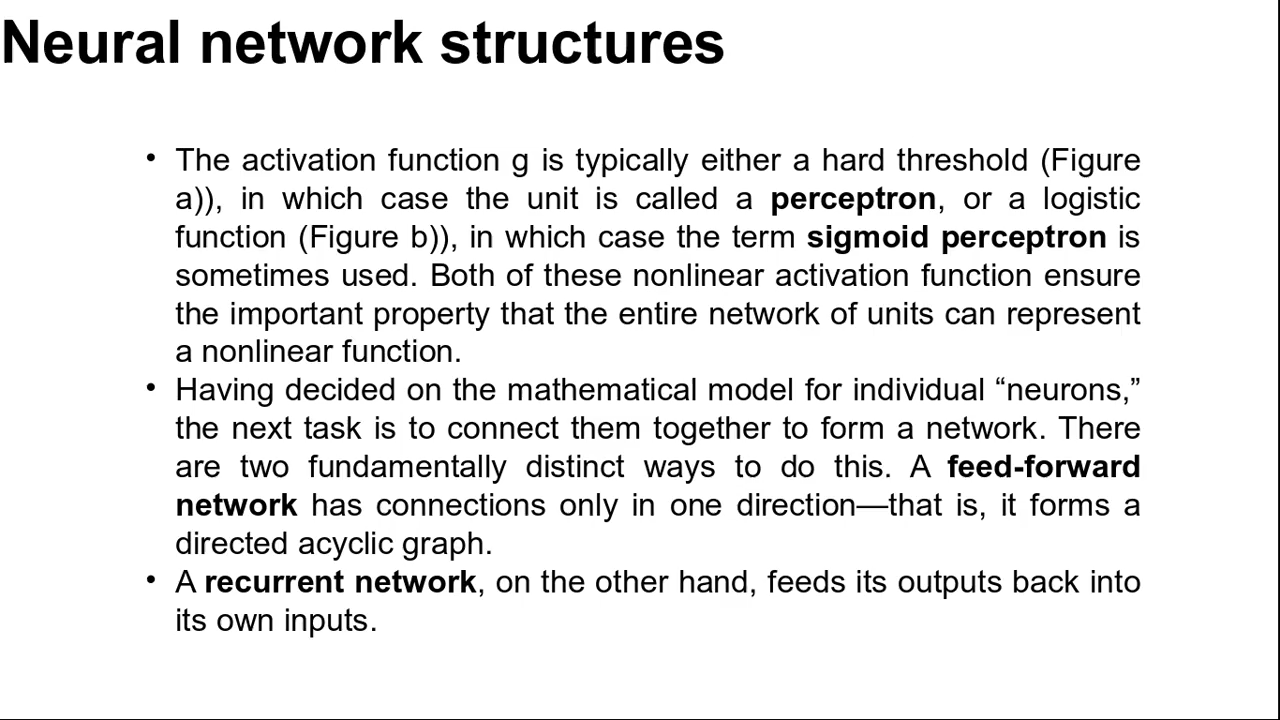 Neural network structures
• The activation function g is typically either a hard threshold (Figure
a)), in which case the unit is called a perceptron, or a logistic
function (Figure b)), in which case the term sigmoid perceptron is
sometimes used. Both of these nonlinear activation function ensure
the important property that the entire network of units can represent
a nonlinear function.
• Having decided on the mathematical model for individual “neurons,”
the next task is to connect them together to form a network. There
are two fundamentally distinct ways to do this. A feed-forward
network has connections only in one direction—that is, it forms a
directed acyclic graph.
• A recurrent network, on the other hand, feeds its outputs back into
its own inputs.